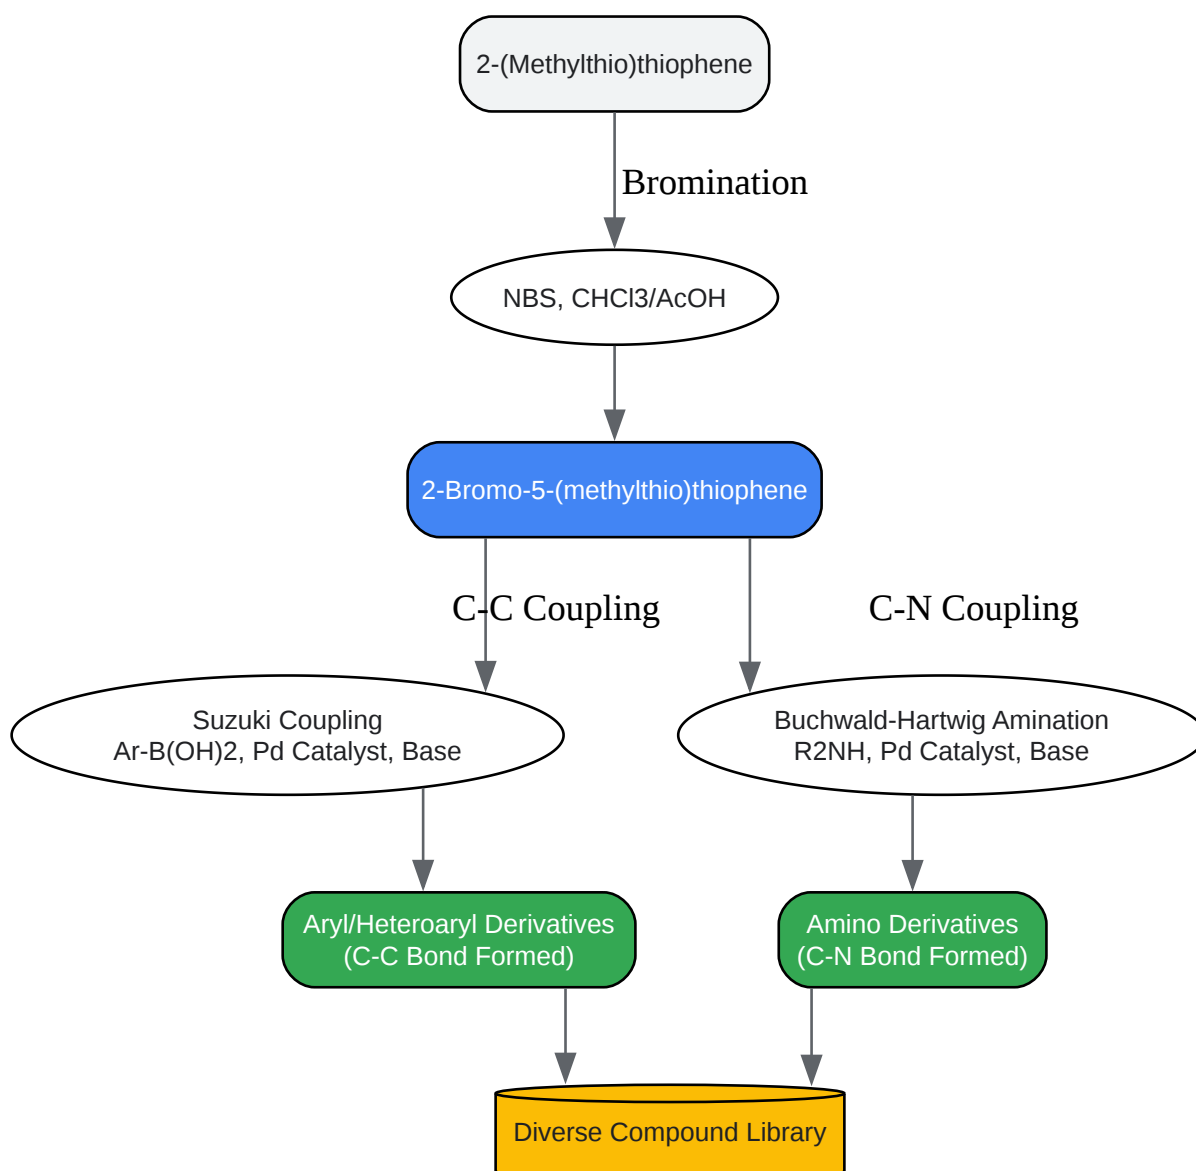 2-(Methylthio)thiophene
Bromination
NBS, CHCl3/AcOH
2-Bromo-5-(methylthio)thiophene
C-C Coupling
C-N Coupling
Suzuki Coupling
Ar-B(OH)2, Pd Catalyst, Base
Buchwald-Hartwig Amination
R2NH, Pd Catalyst, Base
Aryl/Heteroaryl Derivatives
(C-C Bond Formed)
Amino Derivatives
(C-N Bond Formed)
Diverse Compound Library